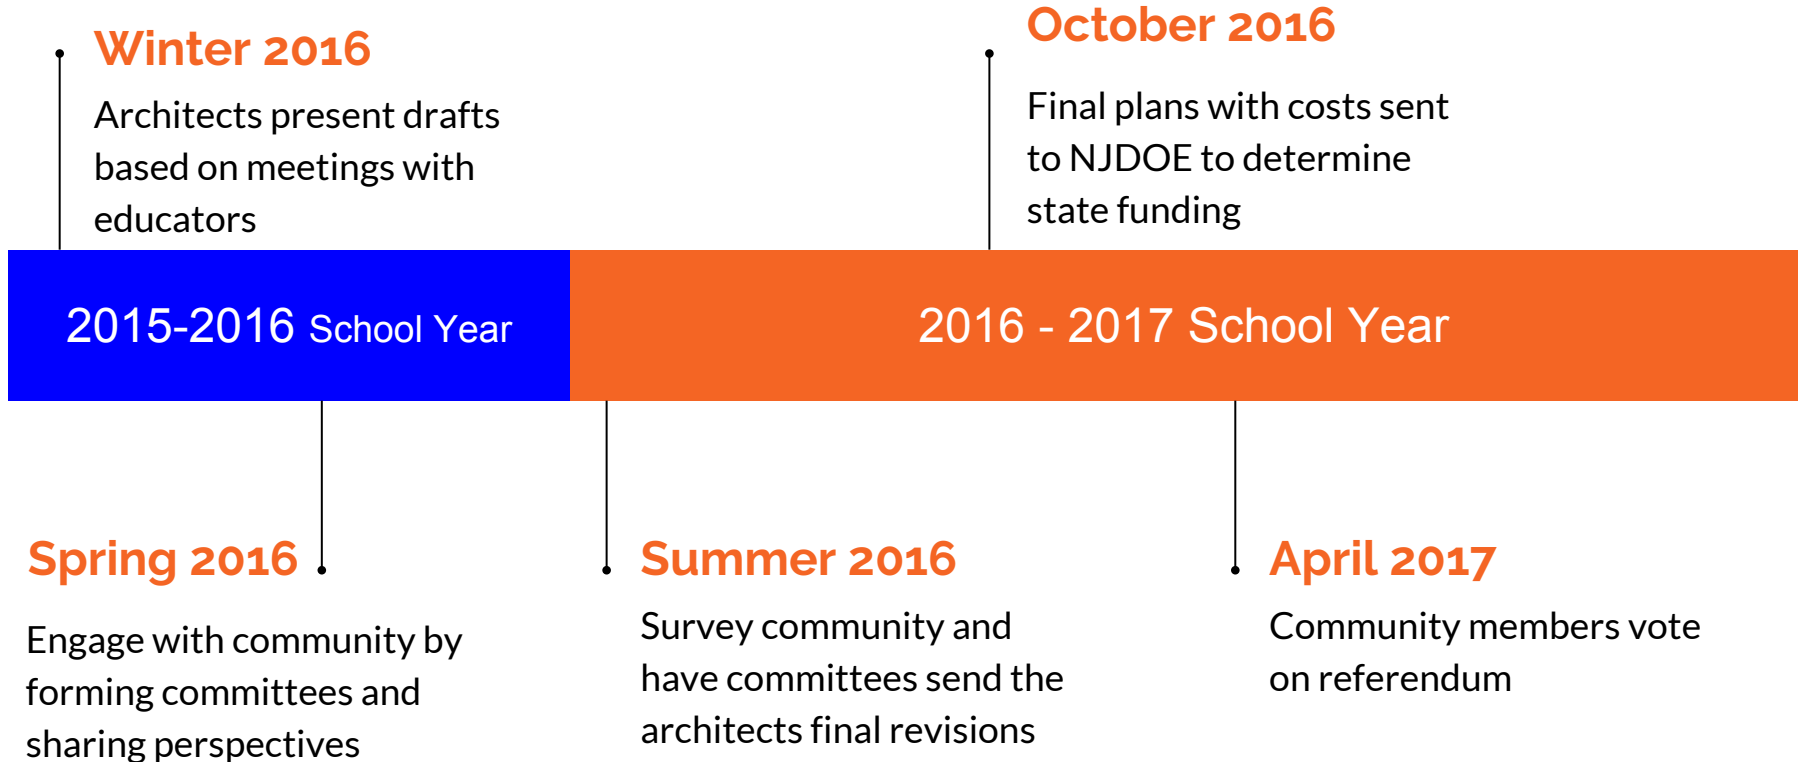 Winter 2016
Architects present drafts
based on meetings with
educators
October 2016
Final plans with costs sent
to NJDOE to determine
state funding
2015-2016 School Year
2016 - 2017 School Year
Spring 2016
Engage with community by
forming committees and
sharing perspectives
Summer 2016
Survey community and
have committees send the
architects final revisions
April 2017
Community members vote
on referendum